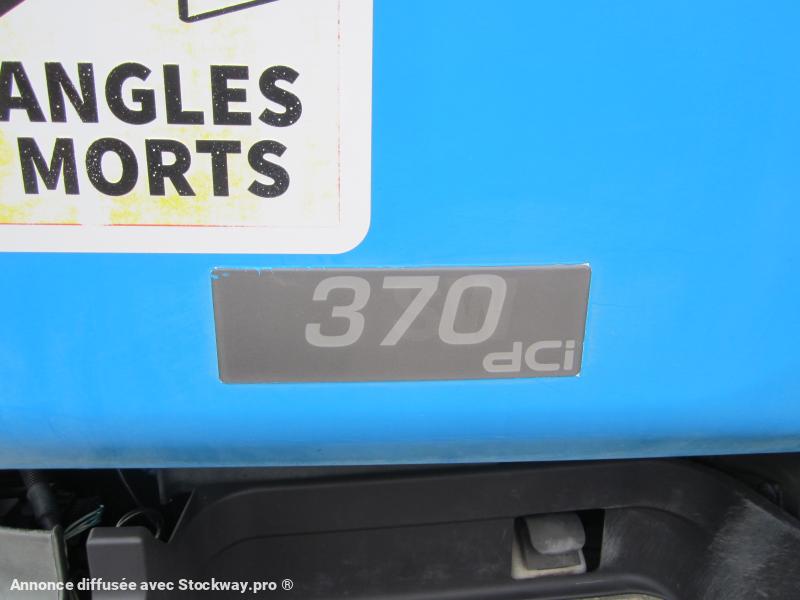 ANGLES
MORTS
370
dCi
Annonce diffusée avec Stockway.pro ®